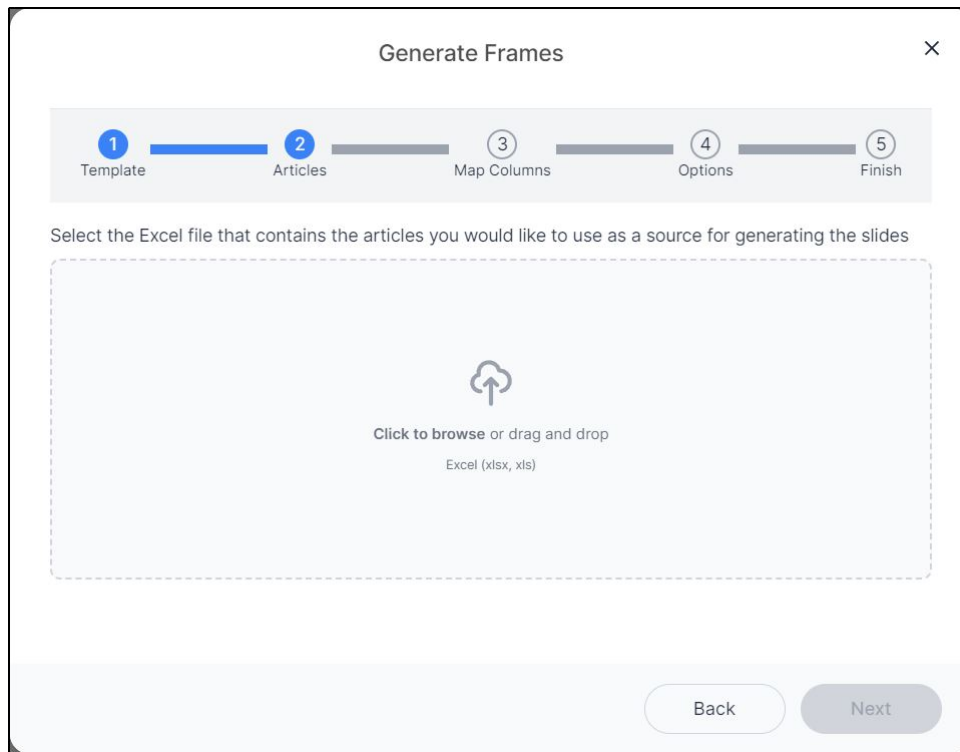 Generate Frames
1
2
3
4
5
Template
Articles
Map Columns
Options
Finish
Select the Excel file that contains the articles you would like to use as a source for generating the slides
Click to browse or drag and drop
Excel (xlsx, xls)
Back
Next